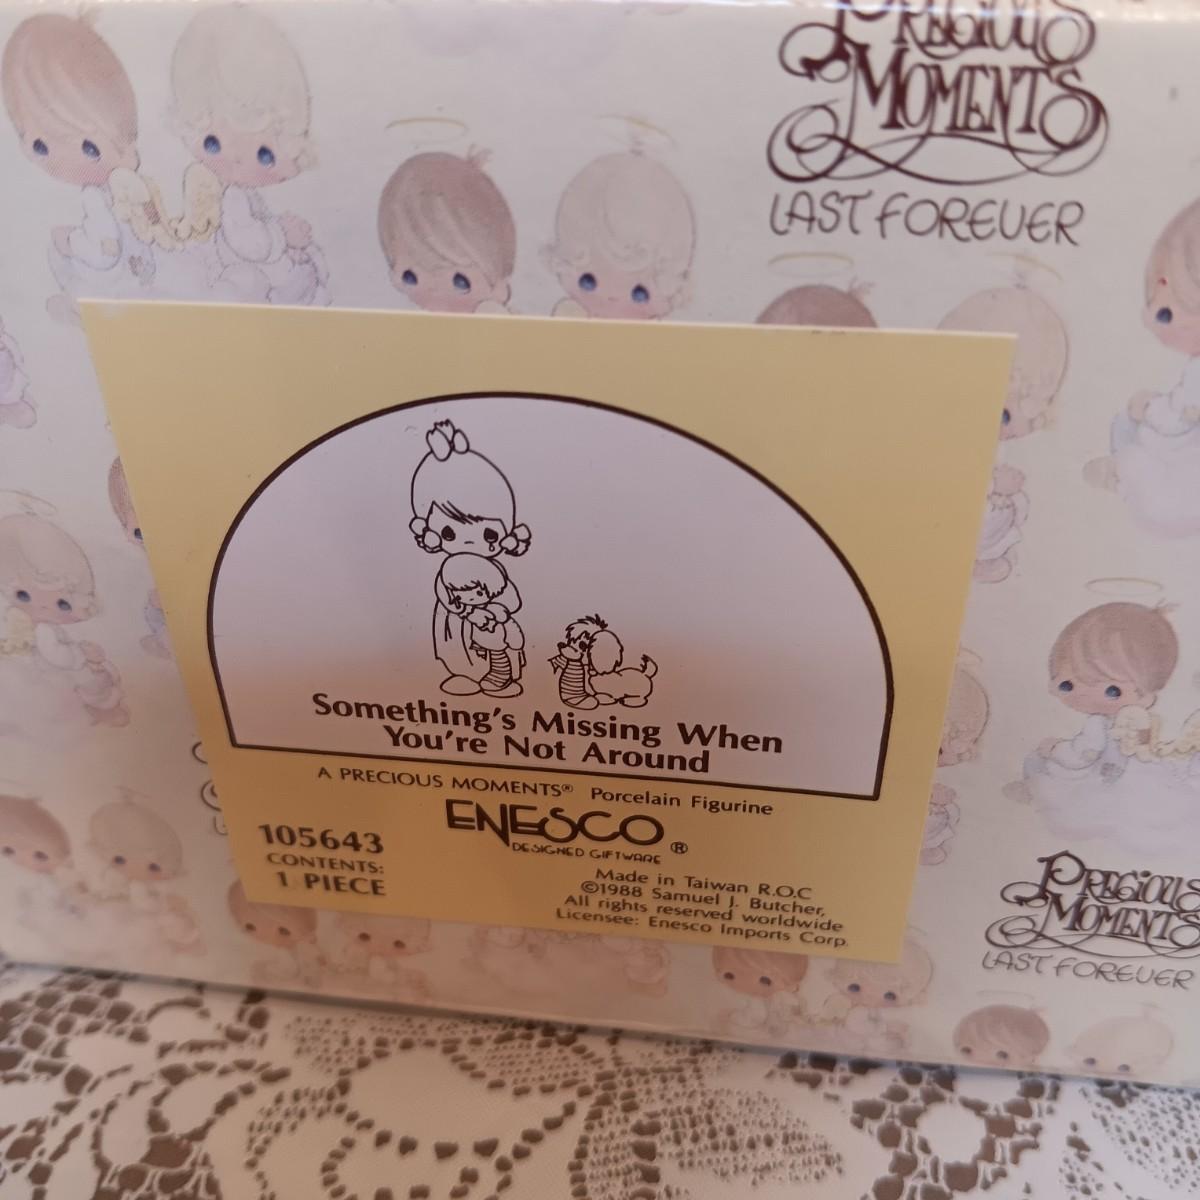 PRECIOUS
MOMENTS
LAST FOREVER
Something's Missing When
You're Not Around
A PRECIOUS MOMENTS® Porcelain Figurine
ENESCO®
DESIGNED GIFTWARE
105643
CONTENTS:
1 PIECE
Made in Taiwan R.O.C
©1988 Samuel J. Butcher,
All rights reserved worldwide
Licensee: Enesco Imports Corp.
PRECIOUS
MOMENTS
LAST FOREVER